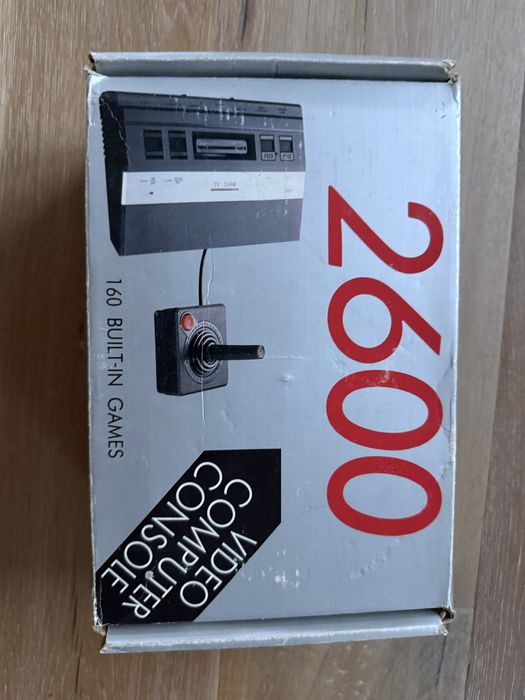 2600
TV GAME
160 BUILT-IN GAMES
VIDEO
COMPUTER
CONSOLE